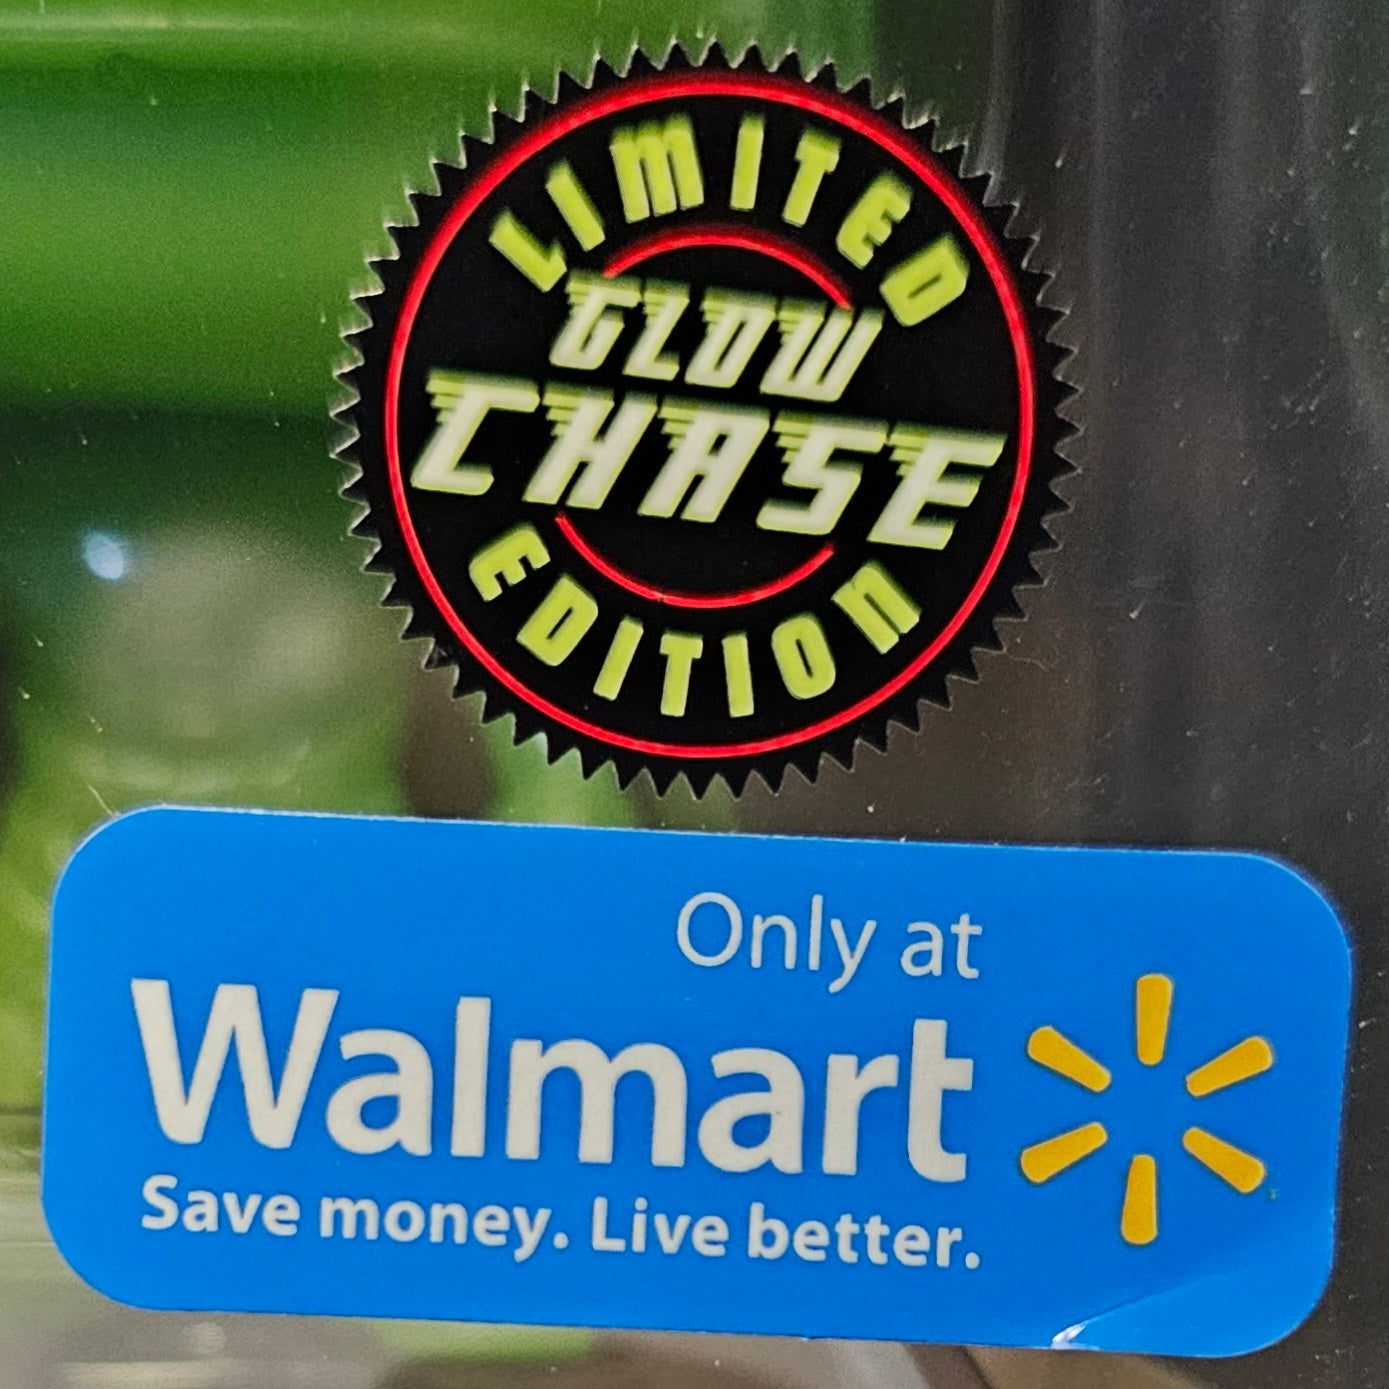 LIMITED
GLOW
CHASE
EDITION
Only at
Walmart
Save money. Live better.